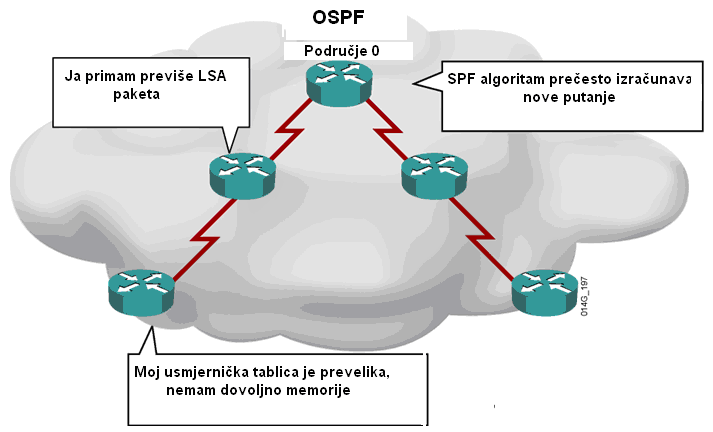 OSPF
Područje 0
Ja primam previše LSA
paketa
SPF algoritam prečesto izračunava
nove putanje
014G_197
Moj usmjernička tablica je prevelika,
nemam dovoljno memorije